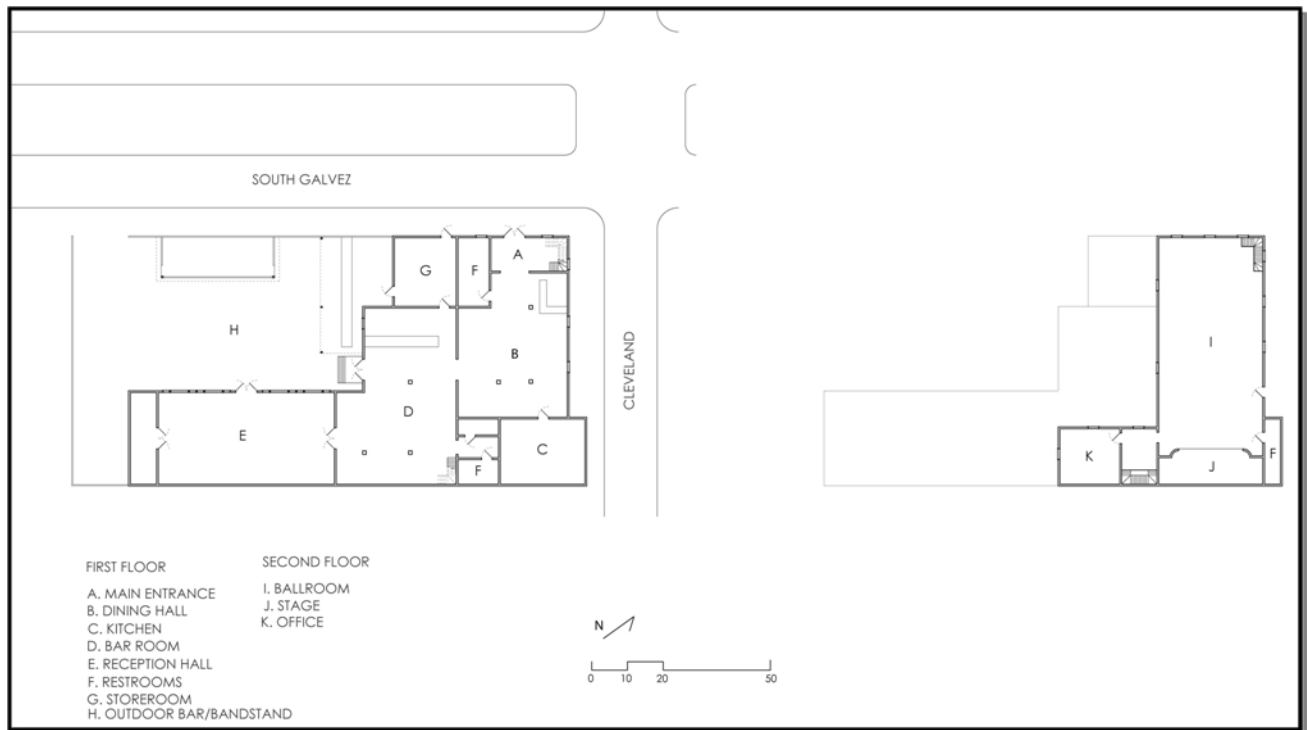 SOUTH GALVEZ
A
G
F
H
B
I
CLEVELAND
D
E
C
F
K
J
F
FIRST FLOOR
A. MAIN ENTRANCE
B. DINING HALL
C. KITCHEN
D. BAR ROOM
E. RECEPTION HALL
F. RESTROOMS
G. STOREROOM
H. OUTDOOR BAR/BANDSTAND
SECOND FLOOR
I. BALLROOM
J. STAGE
K. OFFICE
N
0 10 20 50